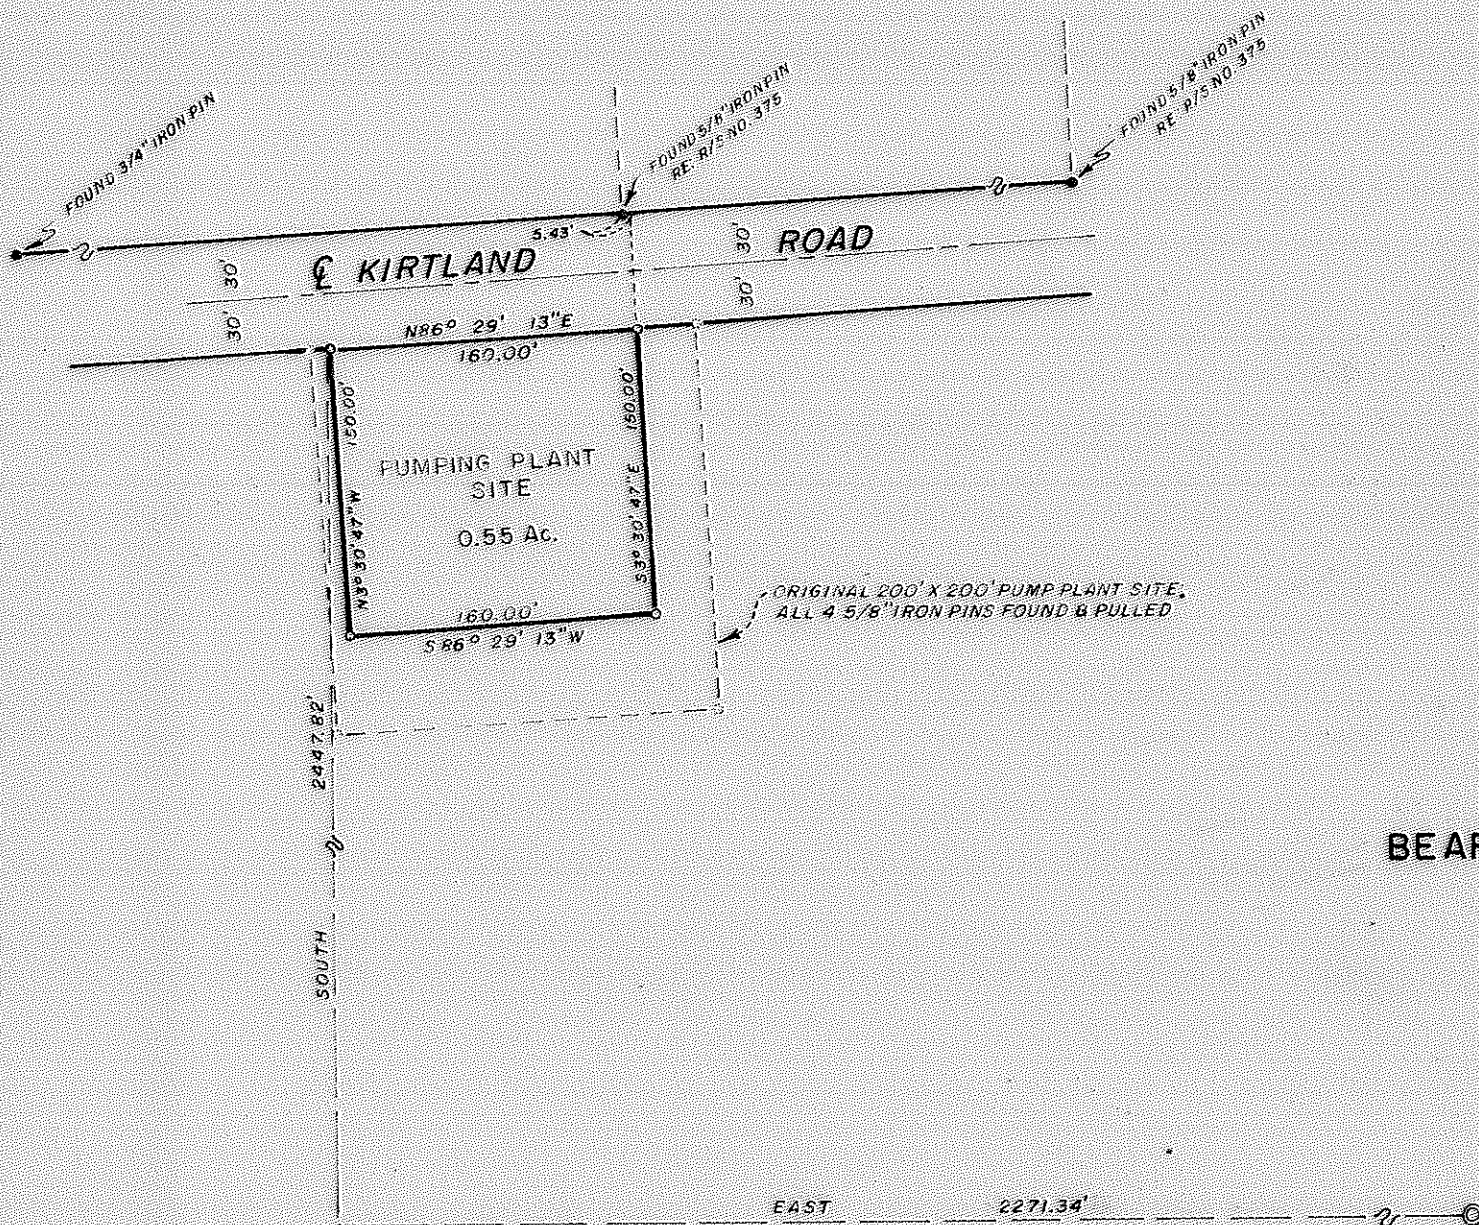 FOUND 3/4" IRON PIN
FOUND 5/8" IRON PIN
RE: R/S NO. 375
FOUND 5/8" IRON PIN
RE R/S NO. 375
5.43'
30'
30'
℄ KIRTLAND ROAD
30'
30'
N86° 29' 13"E
160.00'
150.00'
N3° 30' 47" W
150.00'
S3° 30' 47" E
PUMPING PLANT
SITE
0.55 Ac.
160.00'
S 86° 29' 13" W
ORIGINAL 200' X 200' PUMP PLANT SITE.
ALL 4 5/8" IRON PINS FOUND & PULLED
2447.82'
SOUTH
BEAR
EAST 2271.34'